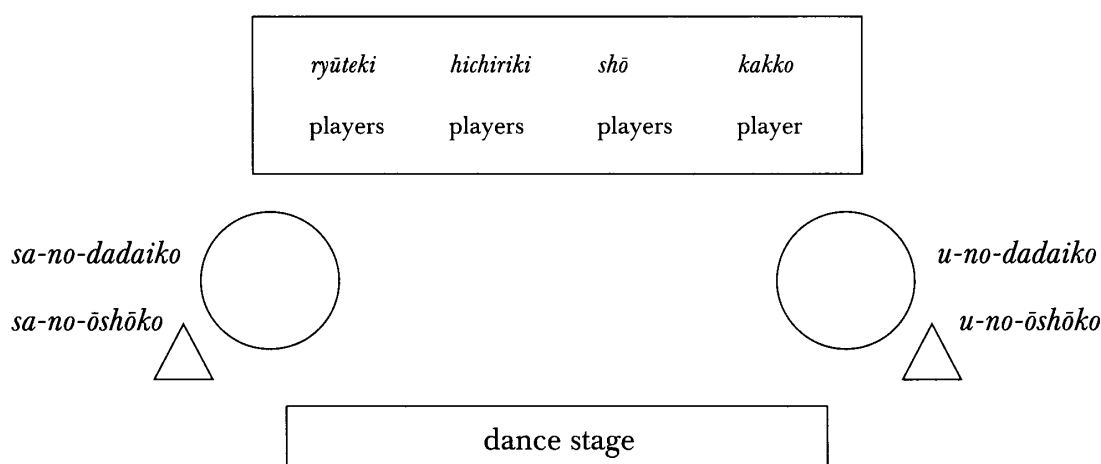 ryūteki hichiriki shō kakko
players players players player
sa-no-dadaiko u-no-dadaiko
sa-no-ōshōko u-no-ōshōko
dance stage